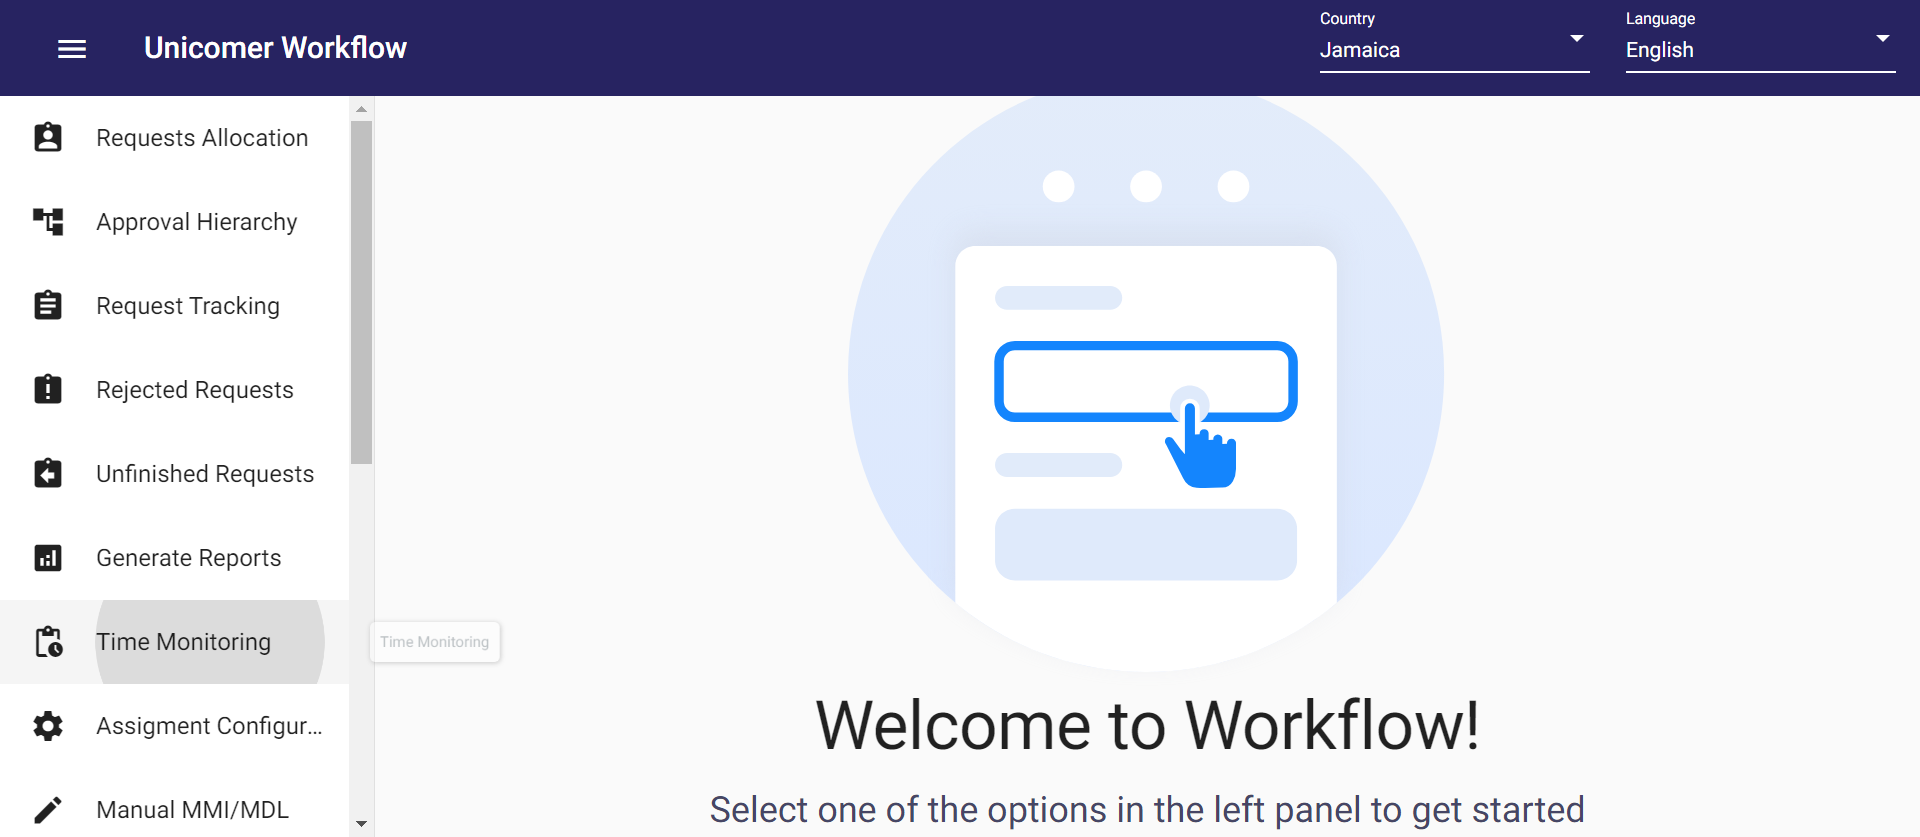 Unicomer Workflow
Country
Jamaica
Language
English
Requests Allocation
Approval Hierarchy
Request Tracking
Rejected Requests
Unfinished Requests
Generate Reports
Time Monitoring
Time Monitoring
Assigment Configur...
Manual MMI/MDL
Welcome to Workflow!
Select one of the options in the left panel to get started